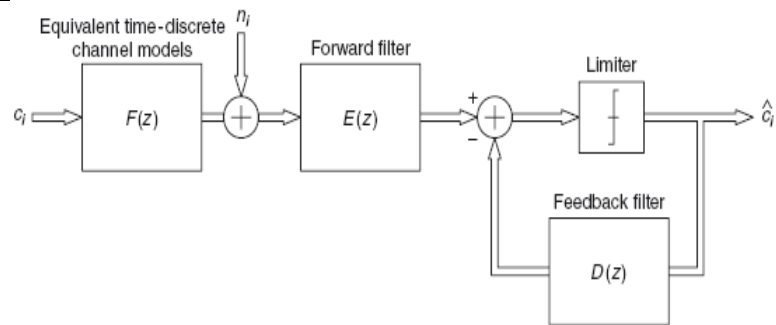 Equivalent time-discrete
channel models
n_i
Forward filter
Limiter
c_i
F(z)
+
E(z)
+
+
−
ĉ_i
Feedback filter
D(z)